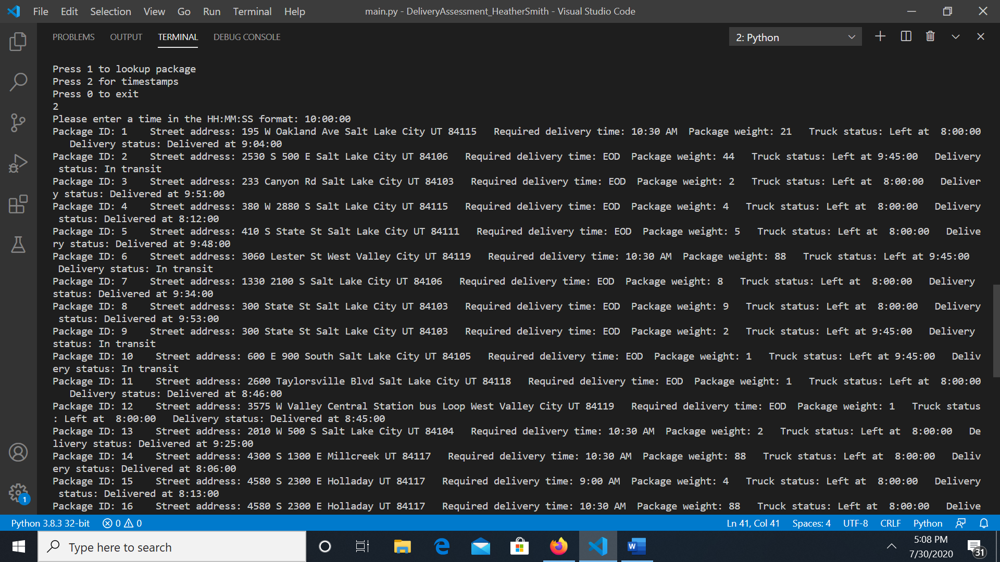 File Edit Selection View Go Run Terminal Help main.py - DeliveryAssessment_HeatherSmith - Visual Studio Code
PROBLEMS OUTPUT TERMINAL DEBUG CONSOLE 2: Python
Press 1 to lookup package
Press 2 for timestamps
Press 0 to exit
2
Please enter a time in the HH:MM:SS format: 10:00:00
Package ID: 1    Street address: 195 W Oakland Ave Salt Lake City UT 84115   Required delivery time: 10:30 AM  Package weight: 21   Truck status: Left at  8:00:00
   Delivery status: Delivered at 9:04:00
Package ID: 2    Street address: 2530 S 500 E Salt Lake City UT 84106   Required delivery time: EOD  Package weight: 44   Truck status: Left at 9:45:00   Delivery
 status: In transit
Package ID: 3    Street address: 233 Canyon Rd Salt Lake City UT 84103   Required delivery time: EOD  Package weight: 2   Truck status: Left at  8:00:00   Deliver
y status: Delivered at 9:51:00
Package ID: 4    Street address: 380 W 2880 S Salt Lake City UT 84115   Required delivery time: EOD  Package weight: 4   Truck status: Left at  8:00:00   Delivery
 status: Delivered at 8:12:00
Package ID: 5    Street address: 410 S State St Salt Lake City UT 84111   Required delivery time: EOD  Package weight: 5   Truck status: Left at  8:00:00   Delive
ry status: Delivered at 9:48:00
Package ID: 6    Street address: 3060 Lester St West Valley City UT 84119   Required delivery time: 10:30 AM  Package weight: 88   Truck status: Left at 9:45:00
 Delivery status: In transit
Package ID: 7    Street address: 1330 2100 S Salt Lake City UT 84106   Required delivery time: EOD  Package weight: 8   Truck status: Left at  8:00:00   Delivery
status: Delivered at 9:34:00
Package ID: 8    Street address: 300 State St Salt Lake City UT 84103   Required delivery time: EOD  Package weight: 9   Truck status: Left at  8:00:00   Delivery
 status: Delivered at 9:53:00
Package ID: 9    Street address: 300 State St Salt Lake City UT 84103   Required delivery time: EOD  Package weight: 2   Truck status: Left at 9:45:00   Delivery
status: In transit
Package ID: 10    Street address: 600 E 900 South Salt Lake City UT 84105   Required delivery time: EOD  Package weight: 1   Truck status: Left at 9:45:00   Deliv
ery status: In transit
Package ID: 11    Street address: 2600 Taylorsville Blvd Salt Lake City UT 84118   Required delivery time: EOD  Package weight: 1   Truck status: Left at  8:00:00
   Delivery status: Delivered at 8:46:00
Package ID: 12    Street address: 3575 W Valley Central Station bus Loop West Valley City UT 84119   Required delivery time: EOD  Package weight: 1   Truck status
: Left at  8:00:00   Delivery status: Delivered at 8:45:00
Package ID: 13    Street address: 2010 W 500 S Salt Lake City UT 84104   Required delivery time: 10:30 AM  Package weight: 2   Truck status: Left at  8:00:00   De
livery status: Delivered at 9:25:00
Package ID: 14    Street address: 4300 S 1300 E Millcreek UT 84117   Required delivery time: 10:30 AM  Package weight: 88   Truck status: Left at  8:00:00   Deliv
ery status: Delivered at 8:06:00
Package ID: 15    Street address: 4580 S 2300 E Holladay UT 84117   Required delivery time: 9:00 AM  Package weight: 4   Truck status: Left at  8:00:00   Delivery
 status: Delivered at 8:13:00
Package ID: 16    Street address: 4580 S 2300 E Holladay UT 84117   Required delivery time: 10:30 AM  Package weight: 88   Truck status: Left at  8:00:00   Delive
1
Python 3.8.3 32-bit 0 0 Ln 41, Col 41 Spaces: 4 UTF-8 CRLF Python
Type here to search W 5:08 PM
7/30/2020 31